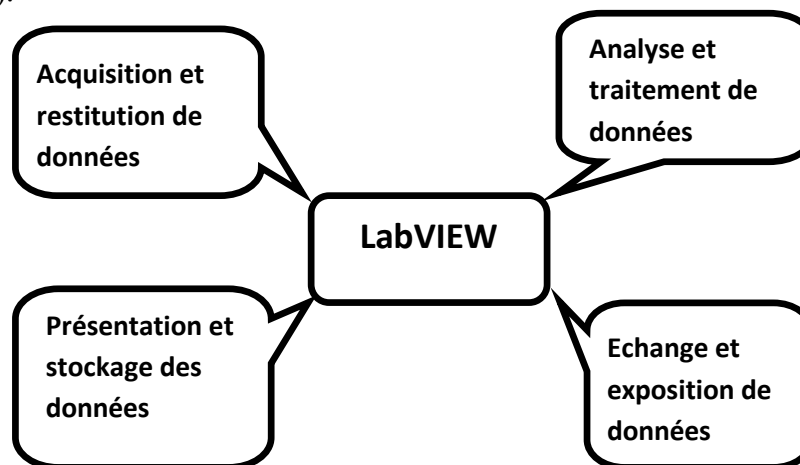 ).
Acquisition et
restitution de
données
Analyse et
traitement de
données
LabVIEW
Présentation et
stockage des
données
Echange et
exposition de
données